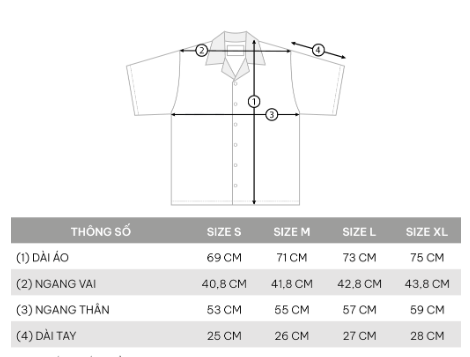 2
4
1
3
THÔNG SỐ SIZE S SIZE M SIZE L SIZE XL
(1) DÀI ÁO 69 CM 71 CM 73 CM 75 CM
(2) NGANG VAI 40,8 CM 41,8 CM 42,8 CM 43,8 CM
(3) NGANG THÂN 53 CM 55 CM 57 CM 59 CM
(4) DÀI TAY 25 CM 26 CM 27 CM 28 CM